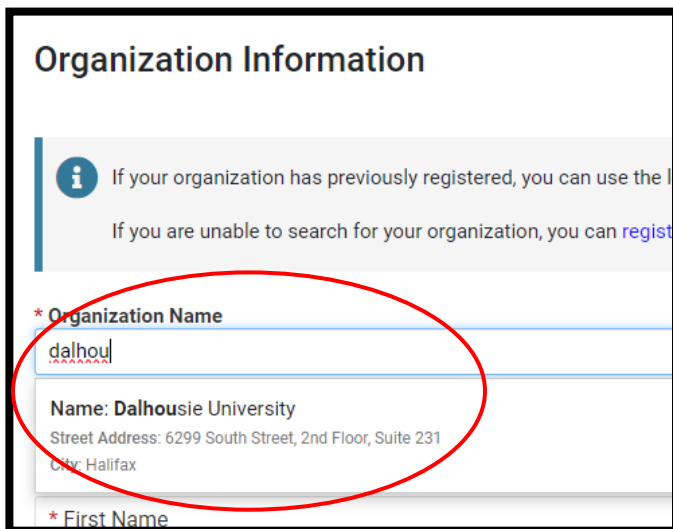 Organization Information
If your organization has previously registered, you can use the
If you are unable to search for your organization, you can regist
* Organization Name
dalhou
Name: Dalhousie University
Street Address: 6299 South Street, 2nd Floor, Suite 231
City: Halifax
* First Name